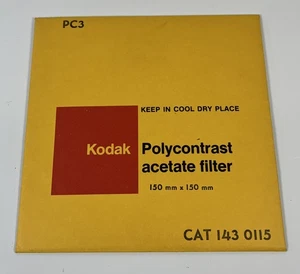 PC3
KEEP IN COOL DRY PLACE
Kodak
Polycontrast
acetate filter
150 mm x 150 mm
CAT 143 0115